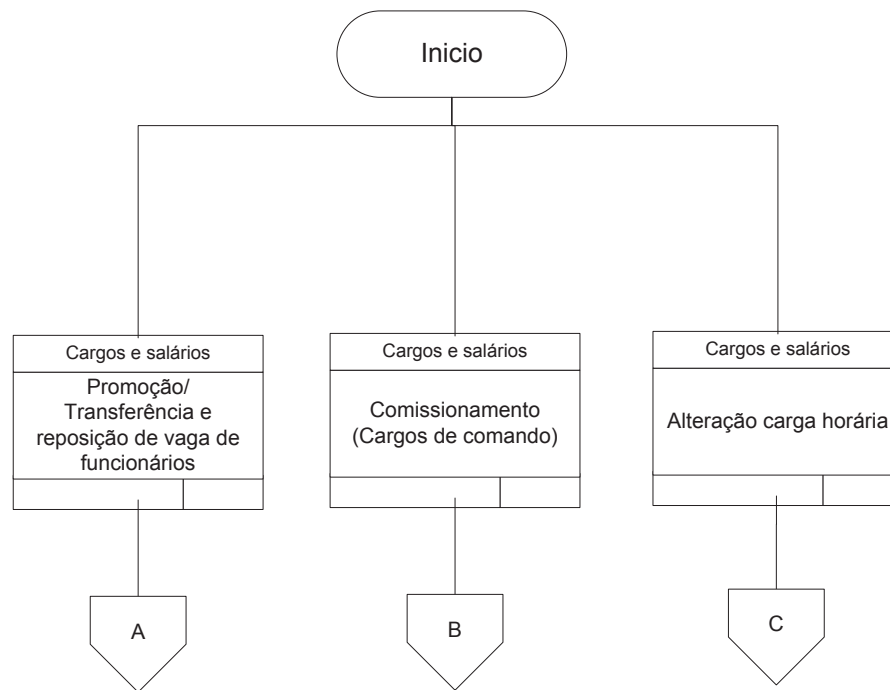 Inicio
Cargos e salários
Promoção/
Transferência e
reposição de vaga de
funcionários
A
Cargos e salários
Comissionamento
(Cargos de comando)
B
Cargos e salários
Alteração carga horária
C